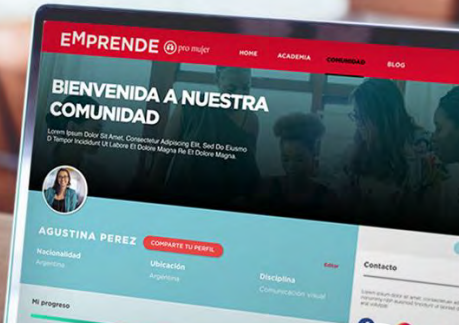 EMPRENDE pro mujer
HOME ACADEMIA COMUNIDAD BLOG
BIENVENIDA A NUESTRA
COMUNIDAD
Lorem Ipsum Dolor Sit Amet, Consectetur Adipiscing Elit, Sed Do Eiusmo
D Tempor Incididunt Ut Labore Et Dolore Magna Re Et Dolore Magna.
AGUSTINA PEREZ COMPARTE TU PERFIL
Editar
Nacionalidad
Argentina
Ubicación
Argentina
Disciplina
Comunicación visual
Contacto
Mi progreso